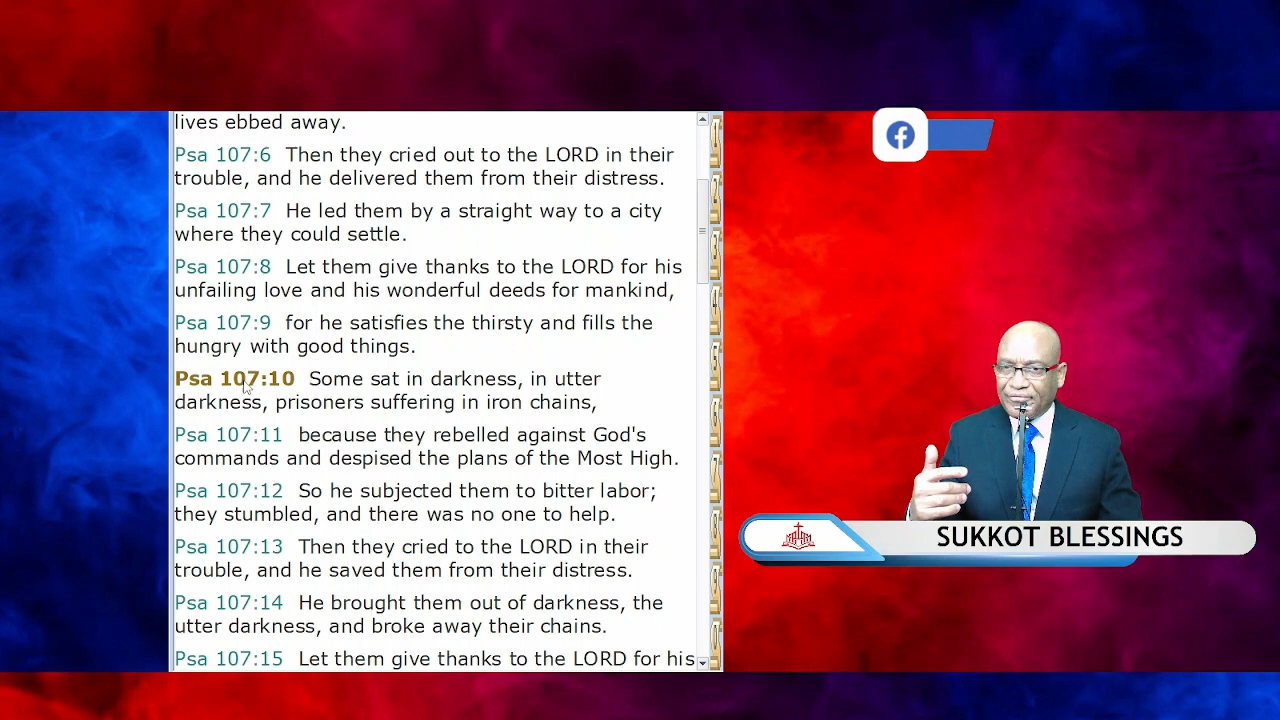 lives ebbed away.
Psa 107:6 Then they cried out to the LORD in their
trouble, and he delivered them from their distress.
Psa 107:7 He led them by a straight way to a city
where they could settle.
Psa 107:8 Let them give thanks to the LORD for his
unfailing love and his wonderful deeds for mankind,
Psa 107:9 for he satisfies the thirsty and fills the
hungry with good things.
Psa 107:10 Some sat in darkness, in utter
darkness, prisoners suffering in iron chains,
Psa 107:11 because they rebelled against God's
commands and despised the plans of the Most High.
Psa 107:12 So he subjected them to bitter labor;
they stumbled, and there was no one to help.
Psa 107:13 Then they cried to the LORD in their
trouble, and he saved them from their distress.
Psa 107:14 He brought them out of darkness, the
utter darkness, and broke away their chains.
Psa 107:15 Let them give thanks to the LORD for his
SUKKOT BLESSINGS